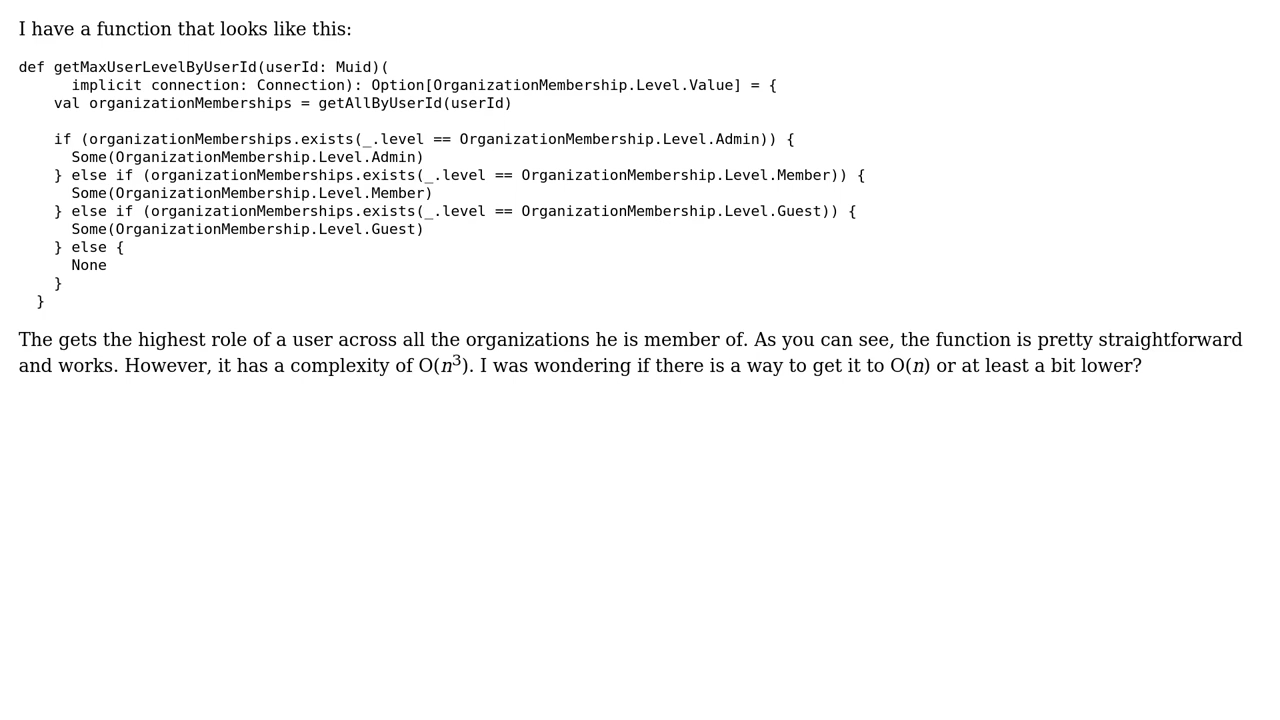 I have a function that looks like this:
def getMaxUserLevelByUserId(userId: Muid)(
      implicit connection: Connection): Option[OrganizationMembership.Level.Value] = {
    val organizationMemberships = getAllByUserId(userId)

    if (organizationMemberships.exists(_.level == OrganizationMembership.Level.Admin)) {
      Some(OrganizationMembership.Level.Admin)
    } else if (organizationMemberships.exists(_.level == OrganizationMembership.Level.Member)) {
      Some(OrganizationMembership.Level.Member)
    } else if (organizationMemberships.exists(_.level == OrganizationMembership.Level.Guest)) {
      Some(OrganizationMembership.Level.Guest)
    } else {
      None
    }
  }
The gets the highest role of a user across all the organizations he is member of. As you can see, the function is pretty straightforward
and works. However, it has a complexity of O(n³). I was wondering if there is a way to get it to O(n) or at least a bit lower?